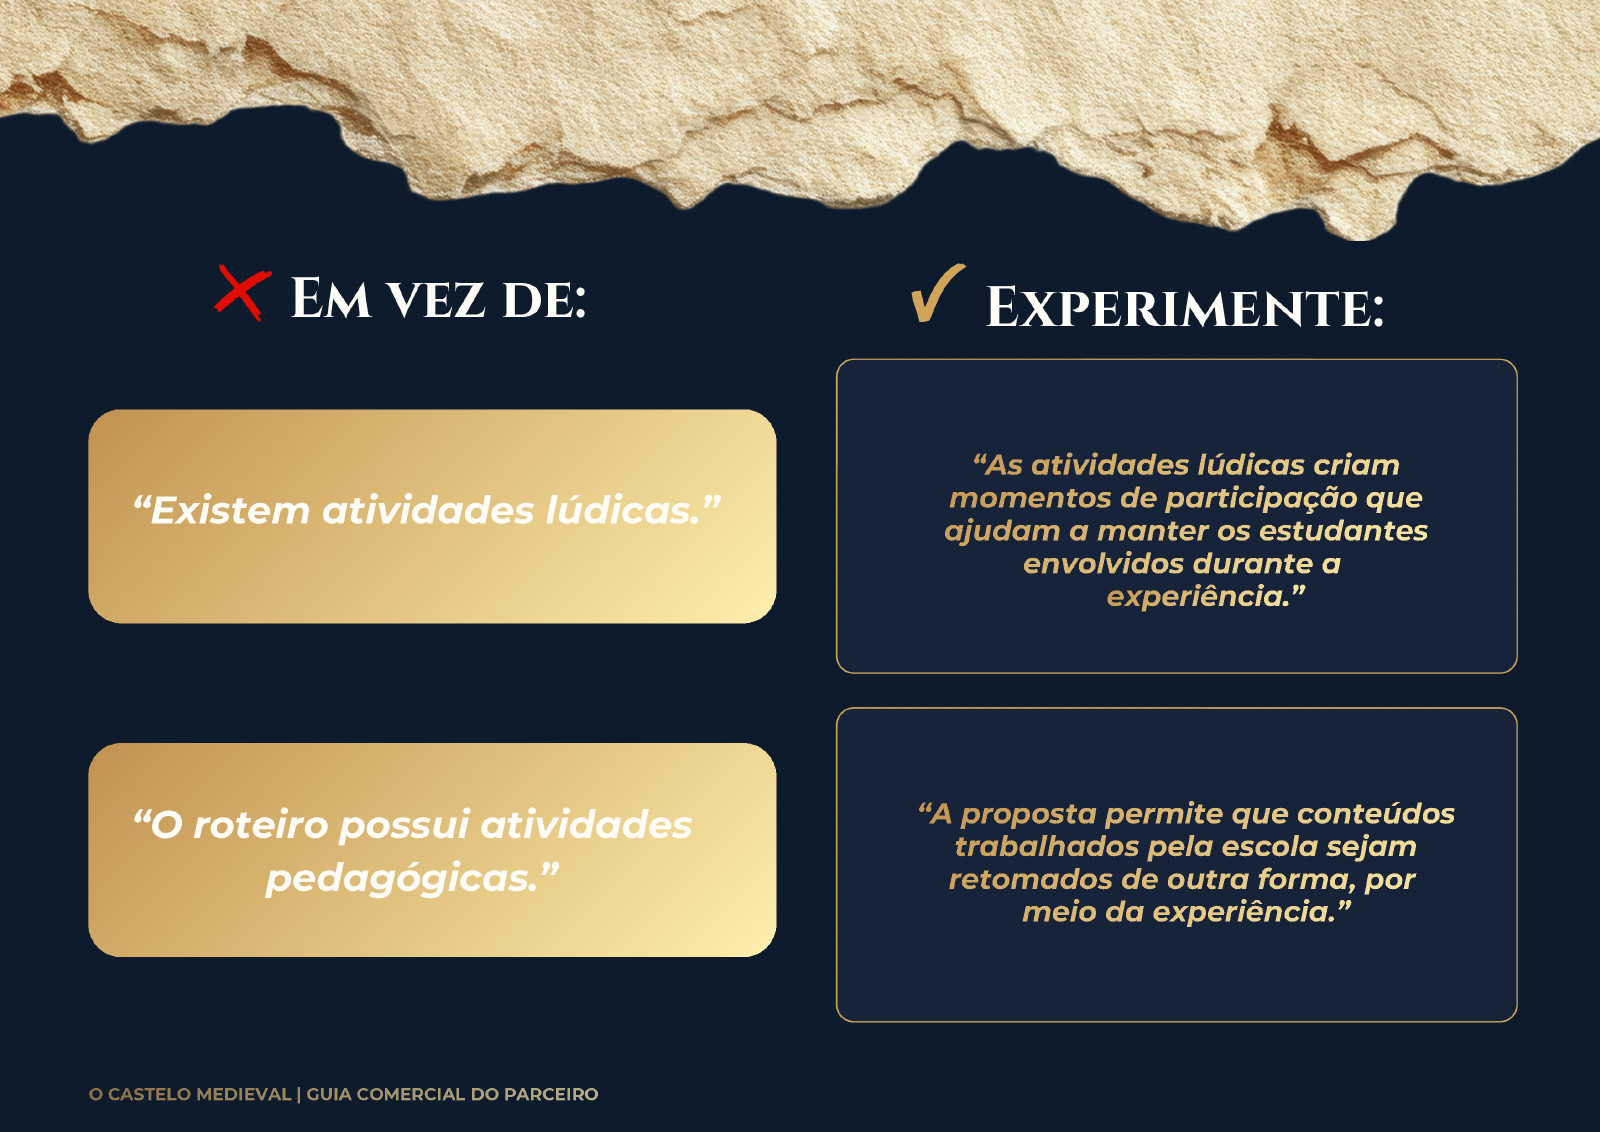 Em vez de:
“Existem atividades lúdicas.”
“O roteiro possui atividades
pedagógicas.”
Experimente:
“As atividades lúdicas criam
momentos de participação que
ajudam a manter os estudantes
envolvidos durante a
experiência.”
“A proposta permite que conteúdos
trabalhados pela escola sejam
retomados de outra forma, por
meio da experiência.”
O CASTELO MEDIEVAL | GUIA COMERCIAL DO PARCEIRO